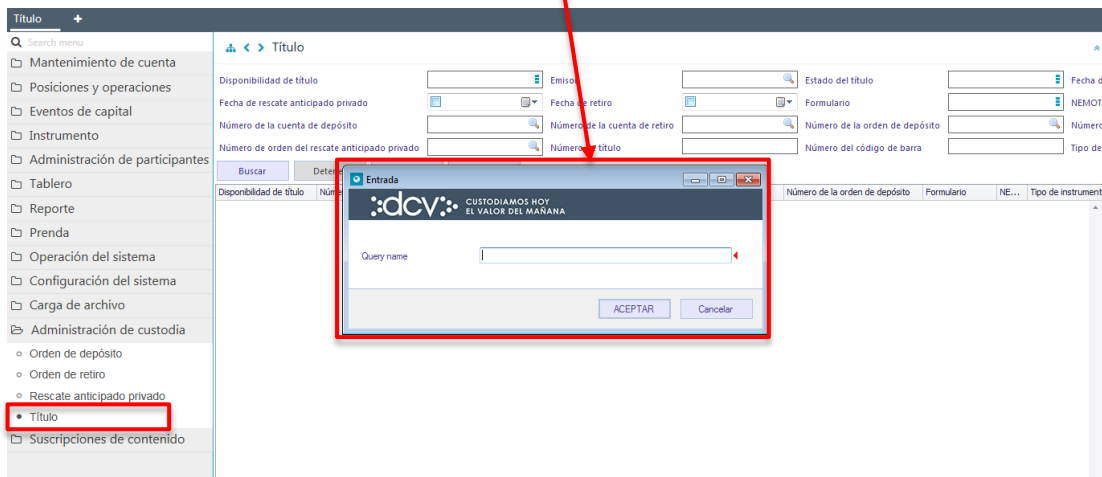 Título +
Search menu
Mantenimiento de cuenta
Posiciones y operaciones
Eventos de capital
Instrumento
Administración de participantes
Tablero
Reporte
Prenda
Operación del sistema
Configuración del sistema
Carga de archivo
Administración de custodia
Orden de depósito
Orden de retiro
Rescate anticipado privado
Título
Suscripciones de contenido
Título
Disponibilidad de título Emisor Estado del título Fecha d
Fecha de rescate anticipado privado Fecha de retiro Formulario NEMOT
Número de la cuenta de depósito Número de la cuenta de retiro Número de la orden de depósito Número
Número de orden del rescate anticipado privado Número título Número del código de barra Tipo de
Buscar Detene
Disponibilidad de título Núme Número de la orden de depósito Formulario NE... Tipo de instrument
Entrada
dcv CUSTODIAMOS HOY
EL VALOR DEL MAÑANA
Query name
ACEPTAR Cancelar